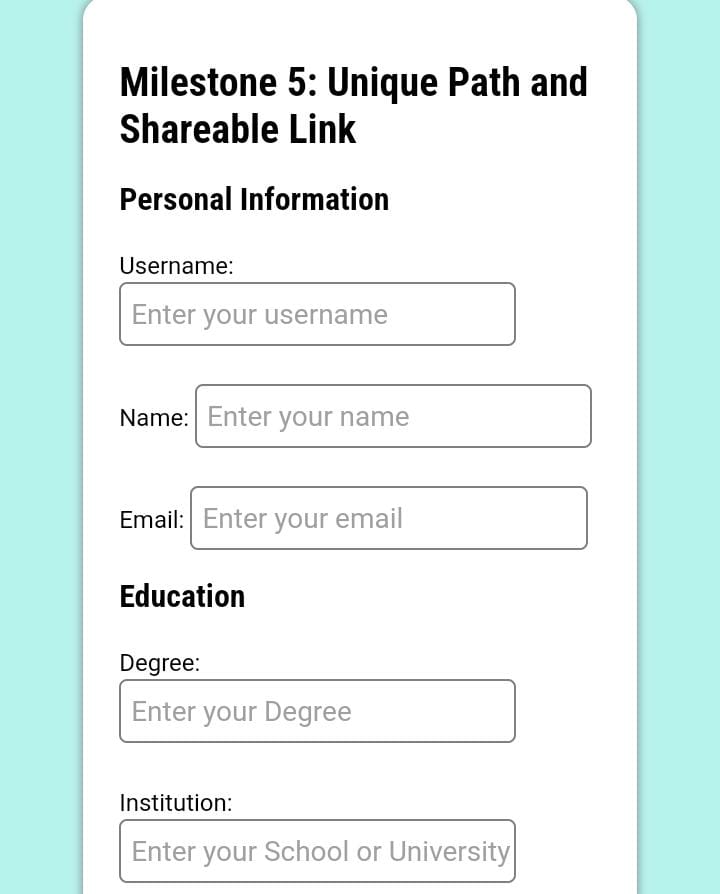 Milestone 5: Unique Path and
Shareable Link
Personal Information
Username:
Enter your username
Name: Enter your name
Email: Enter your email
Education
Degree:
Enter your Degree
Institution:
Enter your School or University